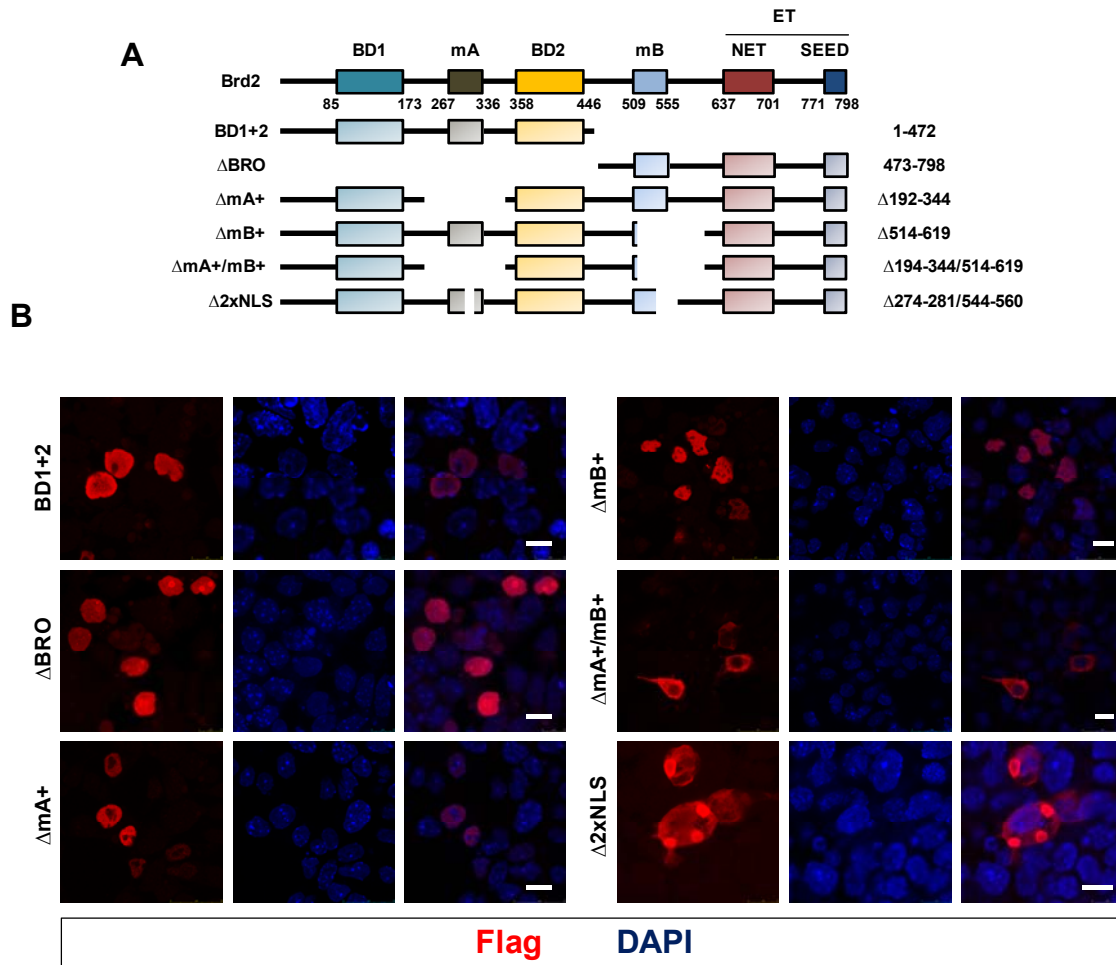 A
ET
BD1 mA BD2 mB NET SEED
Brd2
85 173 267 336 358 446 509 555 637 701 771 798
BD1+2 1-472
ΔBRO 473-798
ΔmA+ Δ192-344
ΔmB+ Δ514-619
ΔmA+/mB+ Δ194-344/514-619
Δ2xNLS Δ274-281/544-560
B
BD1+2
ΔmB+
ΔBRO
ΔmA+/mB+
ΔmA+
Δ2xNLS
Flag DAPI